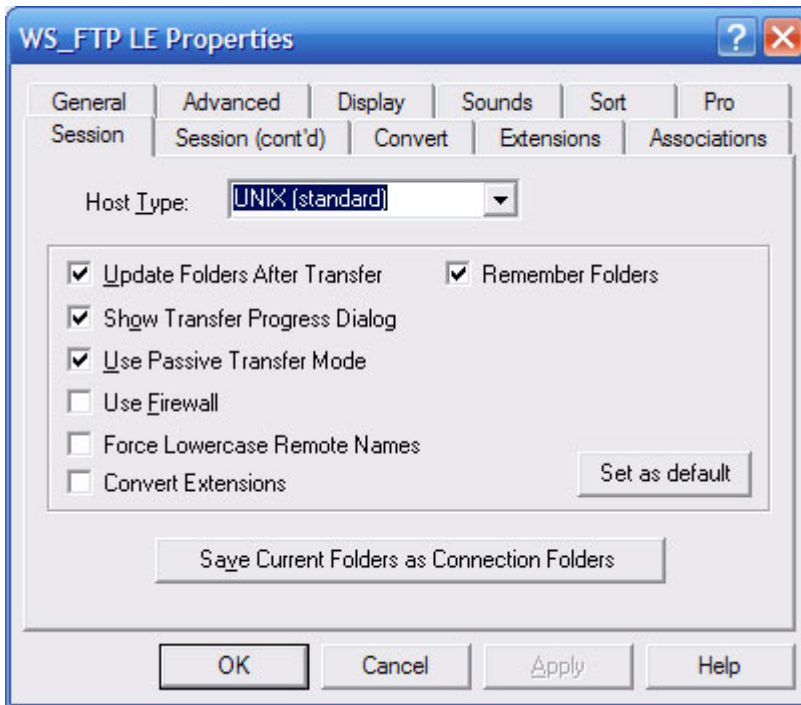 WS_FTP LE Properties
General Advanced Display Sounds Sort Pro
Session Session (cont'd) Convert Extensions Associations
Host Type: UNIX (standard)
Update Folders After Transfer Remember Folders
Show Transfer Progress Dialog
Use Passive Transfer Mode
Use Firewall
Force Lowercase Remote Names
Convert Extensions
Set as default
Save Current Folders as Connection Folders
OK Cancel Apply Help